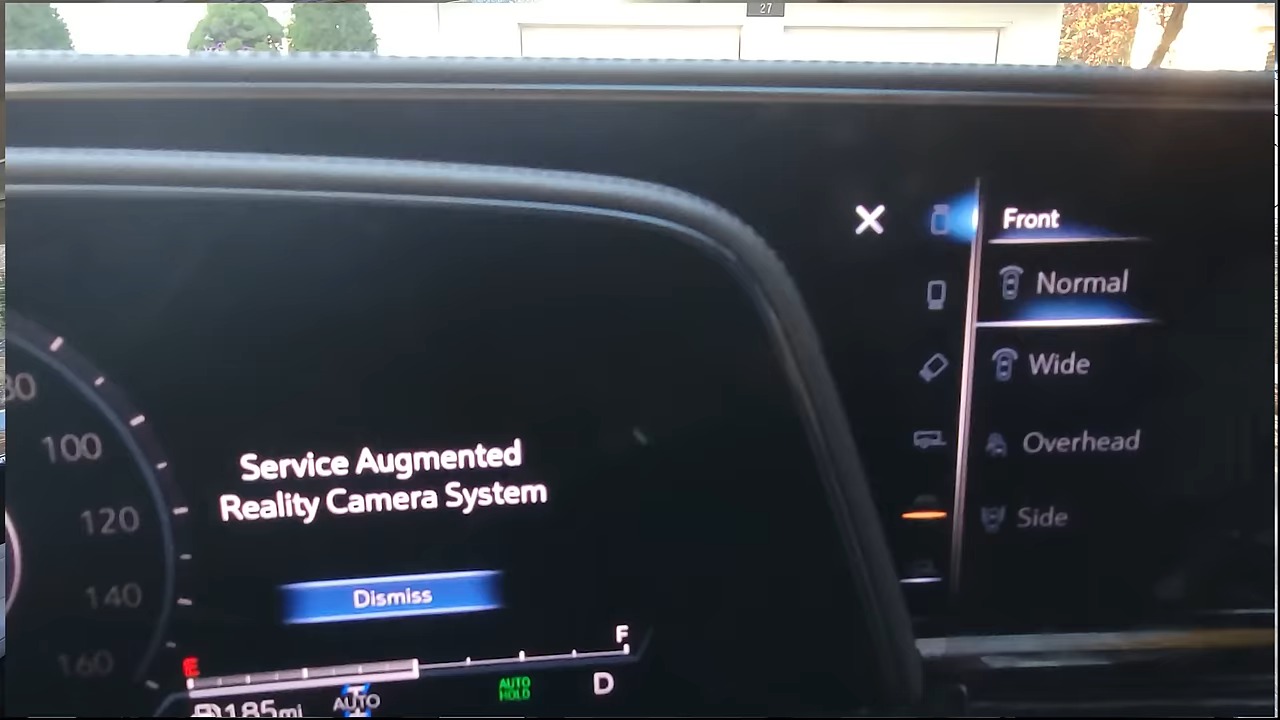 27
Front
Normal
Wide
Overhead
Side
80
100
120
140
160
Service Augmented
Reality Camera System
Dismiss
E
F
185mi
AUTO
AUTO
HOLD
D